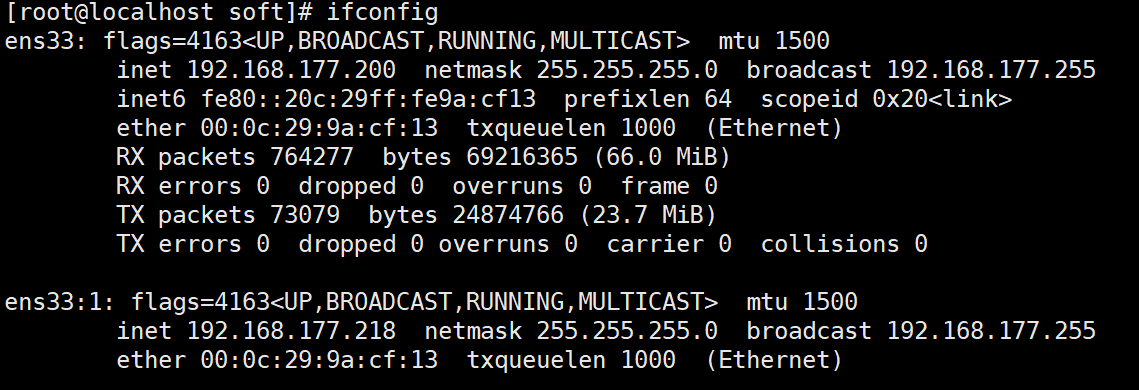 [root@localhost soft]# ifconfig
ens33: flags=4163<UP,BROADCAST,RUNNING,MULTICAST>  mtu 1500
        inet 192.168.177.200  netmask 255.255.255.0  broadcast 192.168.177.255
        inet6 fe80::20c:29ff:fe9a:cf13  prefixlen 64  scopeid 0x20<link>
        ether 00:0c:29:9a:cf:13  txqueuelen 1000  (Ethernet)
        RX packets 764277  bytes 69216365 (66.0 MiB)
        RX errors 0  dropped 0  overruns 0  frame 0
        TX packets 73079  bytes 24874766 (23.7 MiB)
        TX errors 0  dropped 0 overruns 0  carrier 0  collisions 0

ens33:1: flags=4163<UP,BROADCAST,RUNNING,MULTICAST>  mtu 1500
        inet 192.168.177.218  netmask 255.255.255.0  broadcast 192.168.177.255
        ether 00:0c:29:9a:cf:13  txqueuelen 1000  (Ethernet)